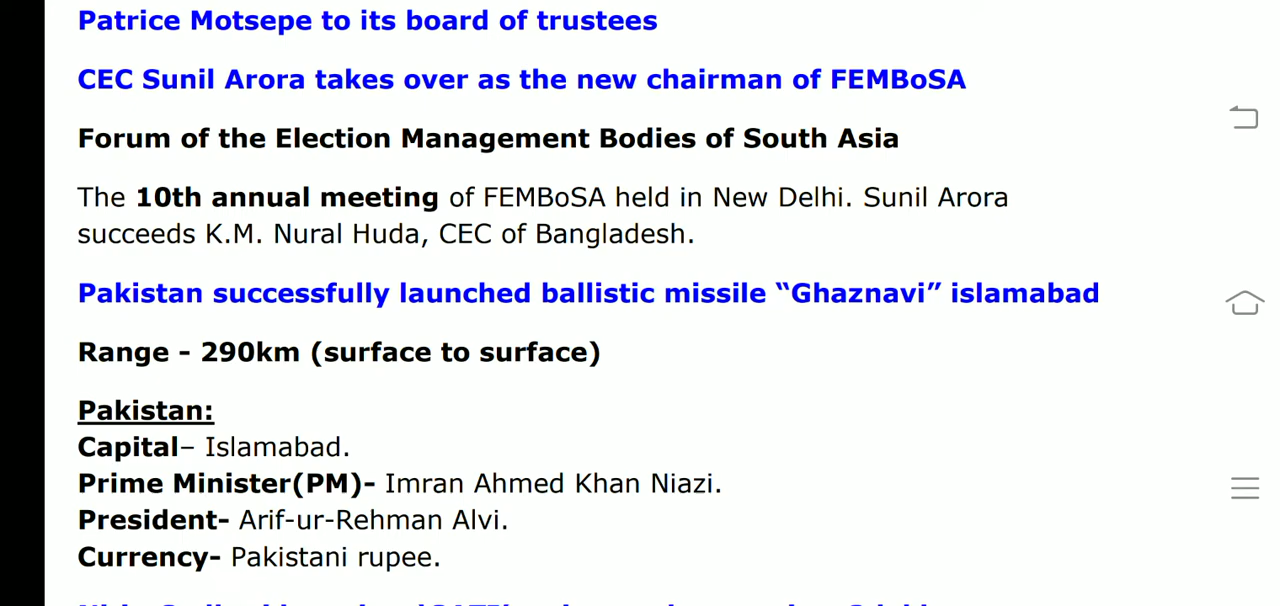 Patrice Motsepe to its board of trustees
CEC Sunil Arora takes over as the new chairman of FEMBoSA
Forum of the Election Management Bodies of South Asia
The 10th annual meeting of FEMBoSA held in New Delhi. Sunil Arora
succeeds K.M. Nural Huda, CEC of Bangladesh.
Pakistan successfully launched ballistic missile “Ghaznavi” islamabad
Range - 290km (surface to surface)
Pakistan:
Capital– Islamabad.
Prime Minister(PM)- Imran Ahmed Khan Niazi.
President- Arif-ur-Rehman Alvi.
Currency- Pakistani rupee.